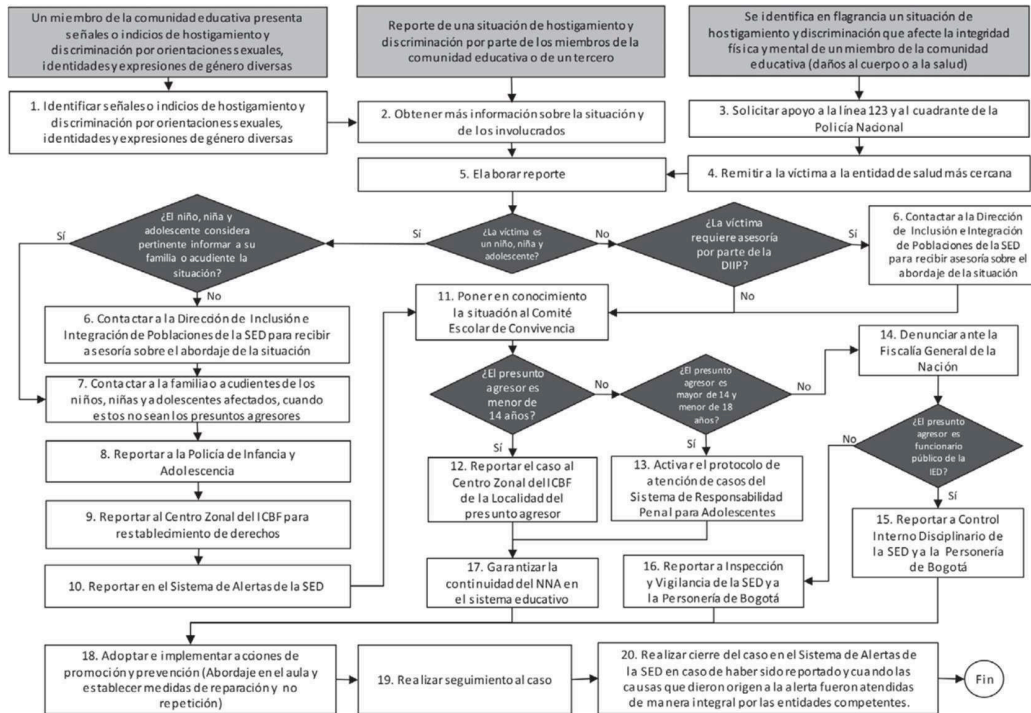 Un miembro de la comunidad educativa presenta
señales o indicios de hostigamiento y
discriminación por orientaciones sexuales,
identidades y expresiones de género diversas
Reporte de una situación de hostigamiento y
discriminación por parte de los miembros de la
comunidad educativa o de un tercero
Se identifica en flagrancia un situación de
hostigamiento y discriminación que afecte la integridad
física y mental de un miembro de la comunidad
educativa (daños al cuerpo o a la salud)
1. Identificar señales o indicios de hostigamiento y
discriminación por orientaciones sexuales,
identidades y expresiones de género diversas
2. Obtener más información sobre la situación y
de los involucrados
3. Solicitar apoyo a la línea 123 y al cuadrante de la
Policía Nacional
5. Elaborar reporte
4. Remitir a la víctima a la entidad de salud más cercana
¿El niño, niña y
adolescente considera
pertinente informar a su
familia o acudiente la
situación?
Sí
No
Sí
¿La víctima es
un niño, niña y
adolescente?
No
¿La víctima
requiere asesoría
por parte de la
DIIP?
Sí
No
6. Contactar a la Dirección
de Inclusión e Integración
de Poblaciones de la SED
para recibir asesoría sobre el
abordaje de la situación
6. Contactar a la Dirección de Inclusión e
Integración de Poblaciones de la SED para recibir
asesoría sobre el abordaje de la situación
11. Poner en conocimiento
la situación al Comité
Escolar de Convivencia
14. Denunciar ante la
Fiscalía General de la
Nación
7. Contactar a la familia o acudientes de los
niños, niñas y adolescentes afectados, cuando
estos no sean los presuntos agresores
¿El presunto
agresor es
menor de
14 años?
No
Sí
¿El presunto
agresor es
mayor de 14 y
menor de 18
años?
No
Sí
¿El presunto
agresor es
funcionario
público de la
IED?
No
Sí
8. Reportar a la Policía de Infancia y
Adolescencia
12. Reportar el caso al
Centro Zonal del ICBF
de la Localidad del
presunto agresor
13. Activar el protocolo de
atención de casos del
Sistema de Responsabilidad
Penal para Adolescentes
9. Reportar al Centro Zonal del ICBF para
restablecimiento de derechos
15. Reportar a Control
Interno Disciplinario de
la SED y a la Personería
de Bogotá
10. Reportar en el Sistema de Alertas de la SED
17. Garantizar la
continuidad del NNA en
el sistema educativo
16. Reportar a Inspección
y Vigilancia de la SED y a
la Personería de Bogotá
18. Adoptar e implementar acciones de
promoción y prevención (Abordaje en el aula y
establecer medidas de reparación y no
repetición)
19. Realizar seguimiento al caso
20. Realizar cierre del caso en el Sistema de Alertas de
la SED en caso de haber sido reportado y cuando las
causas que dieron origen a la alerta fueron atendidas
de manera integral por las entidades competentes.
Fin